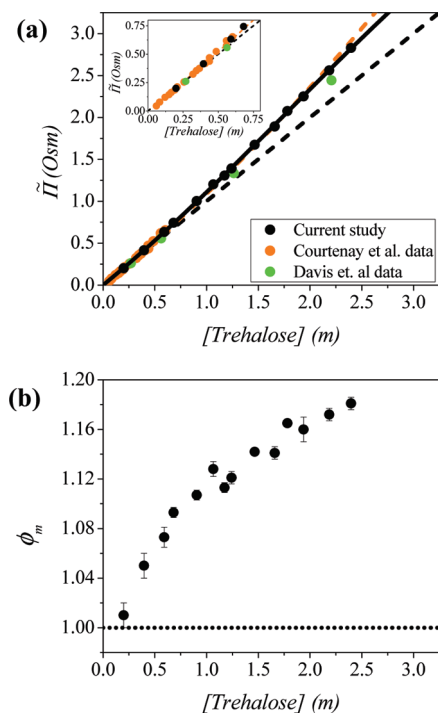 (a)
Π̃ (Osm)
3.0
2.5
2.0
1.5
1.0
0.5
0.0
0.0 0.5 1.0 1.5 2.0 2.5 3.0
[Trehalose] (m)
Π̃ (Osm)
0.75
0.50
0.25
0.00
0.00 0.25 0.50 0.75
[Trehalose] (m)
Current study
Courtenay et al. data
Davis et. al data
(b)
ϕm
1.20
1.16
1.12
1.08
1.04
1.00
0.0 0.5 1.0 1.5 2.0 2.5 3.0
[Trehalose] (m)